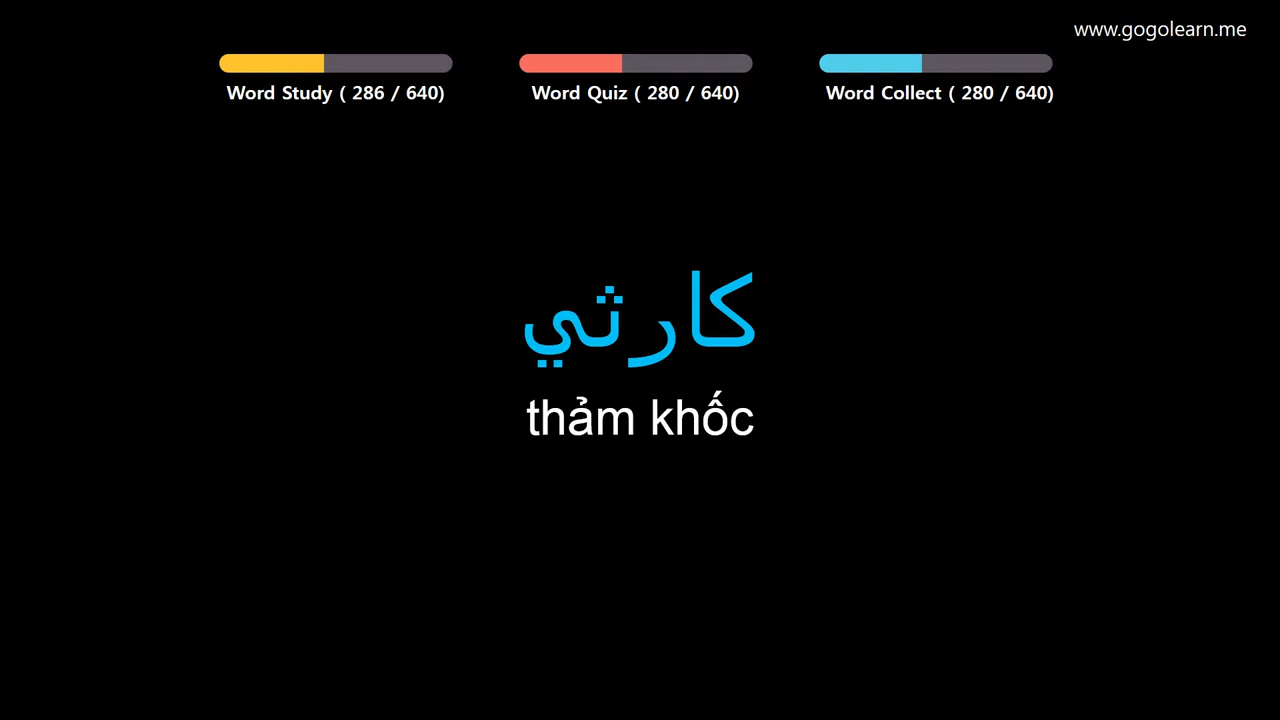 www.gogolearn.me
Word Study ( 286 / 640)
Word Quiz ( 280 / 640)
Word Collect ( 280 / 640)
كارثي
thảm khốc